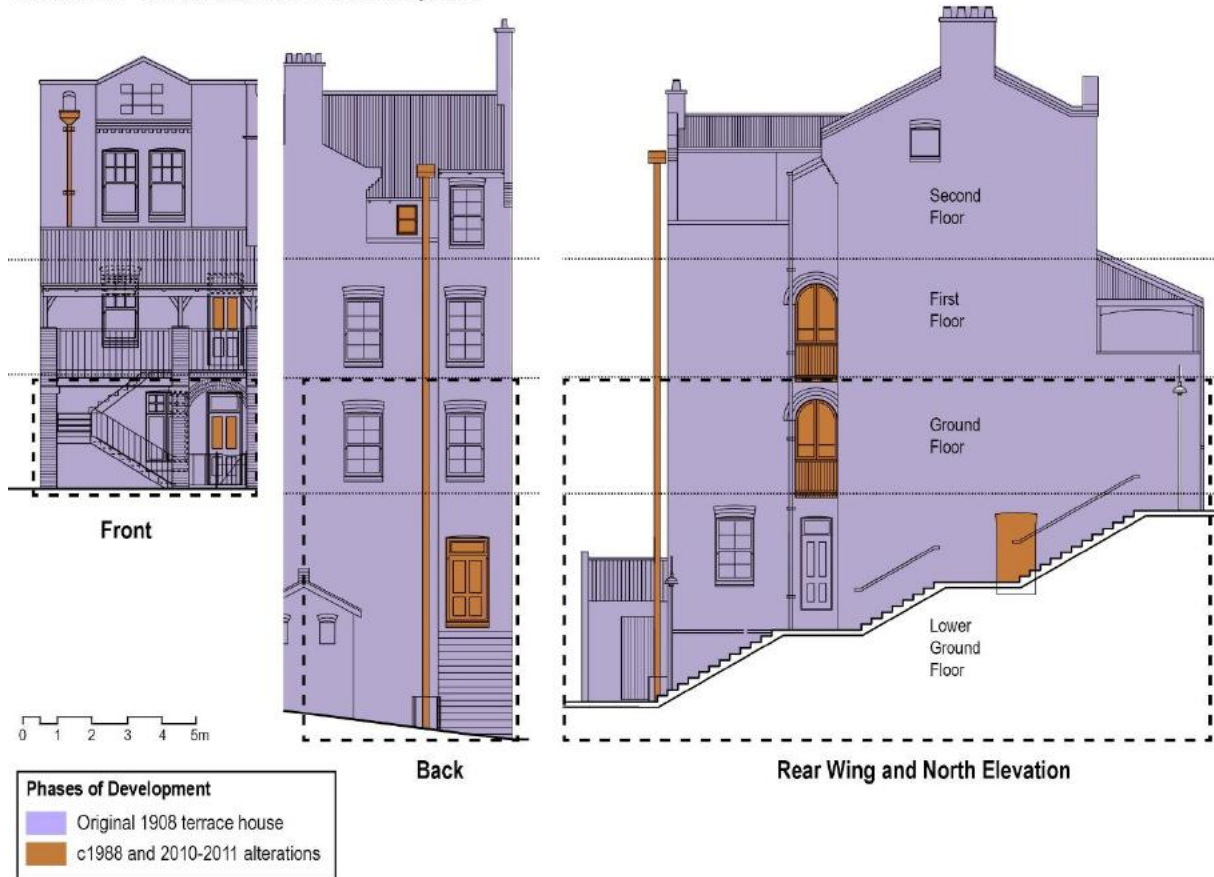 Second
Floor
First
Floor
Ground
Floor
Lower
Ground
Floor
Front
0 1 2 3 4 5m
Back
Rear Wing and North Elevation
Phases of Development
Original 1908 terrace house
c1988 and 2010-2011 alterations